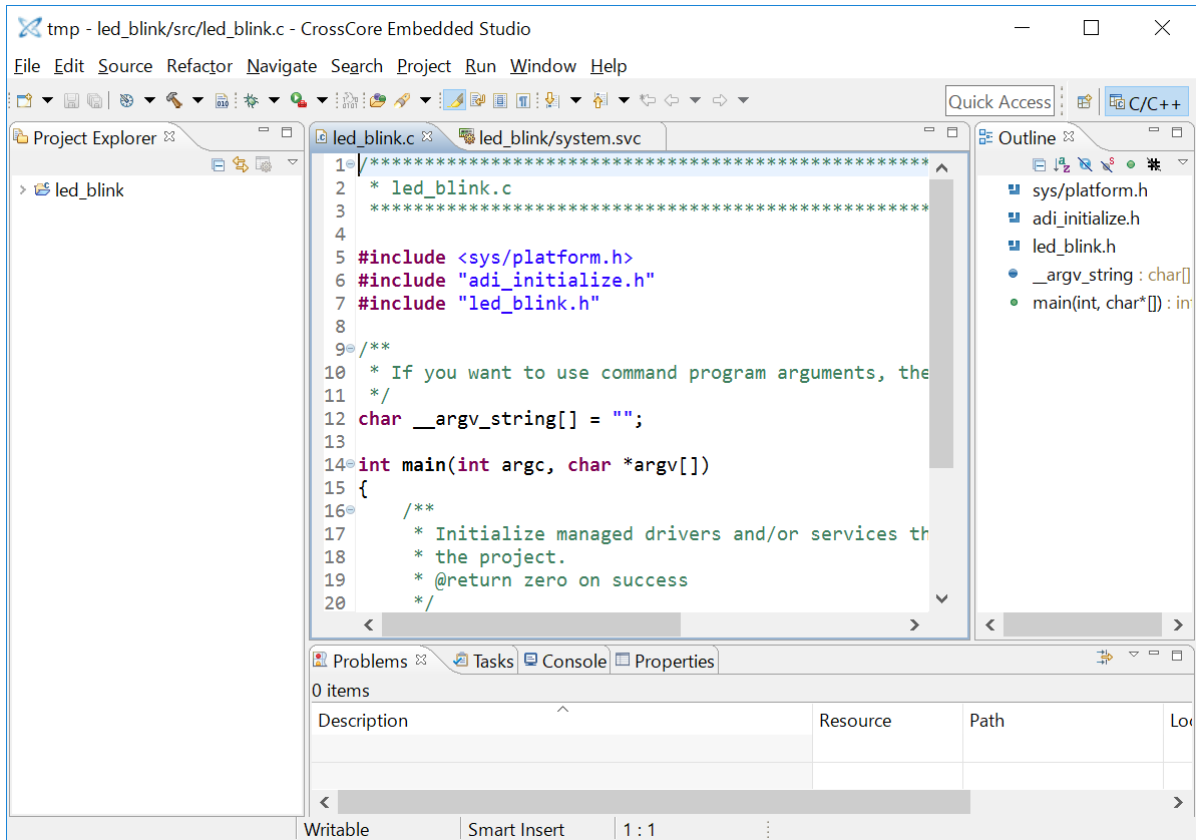 tmp - led_blink/src/led_blink.c - CrossCore Embedded Studio
File Edit Source Refactor Navigate Search Project Run Window Help
Quick Access C/C++
Project Explorer
led_blink
led_blink.c led_blink/system.svc
1 /*****************************************************
2  * led_blink.c
3  *****************************************************
4
5 #include <sys/platform.h>
6 #include "adi_initialize.h"
7 #include "led_blink.h"
8
9 /**
10  * If you want to use command program arguments, the
11  */
12 char __argv_string[] = "";
13
14 int main(int argc, char *argv[])
15 {
16     /**
17      * Initialize managed drivers and/or services th
18      * the project.
19      * @return zero on success
20      */
Outline
sys/platform.h
adi_initialize.h
led_blink.h
__argv_string : char[]
main(int, char*[]) : in
Problems Tasks Console Properties
0 items
Description Resource Path Loc
Writable Smart Insert 1 : 1